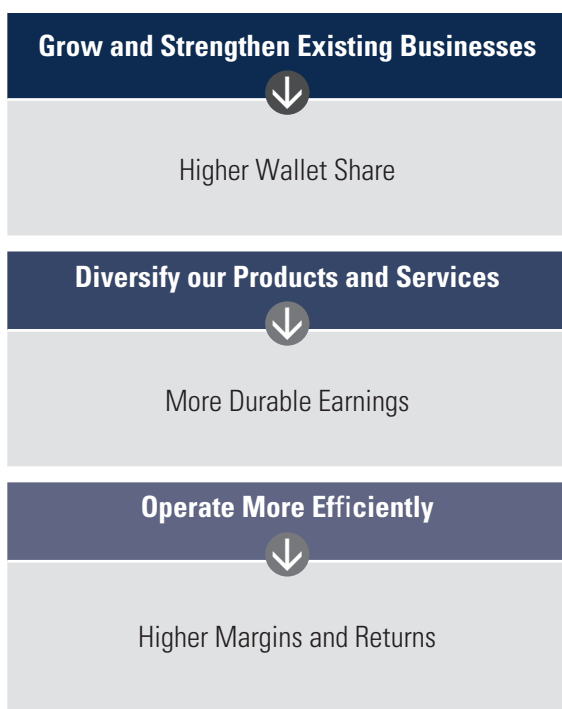 Grow and Strengthen Existing Businesses
Higher Wallet Share
Diversify our Products and Services
More Durable Earnings
Operate More Efficiently
Higher Margins and Returns